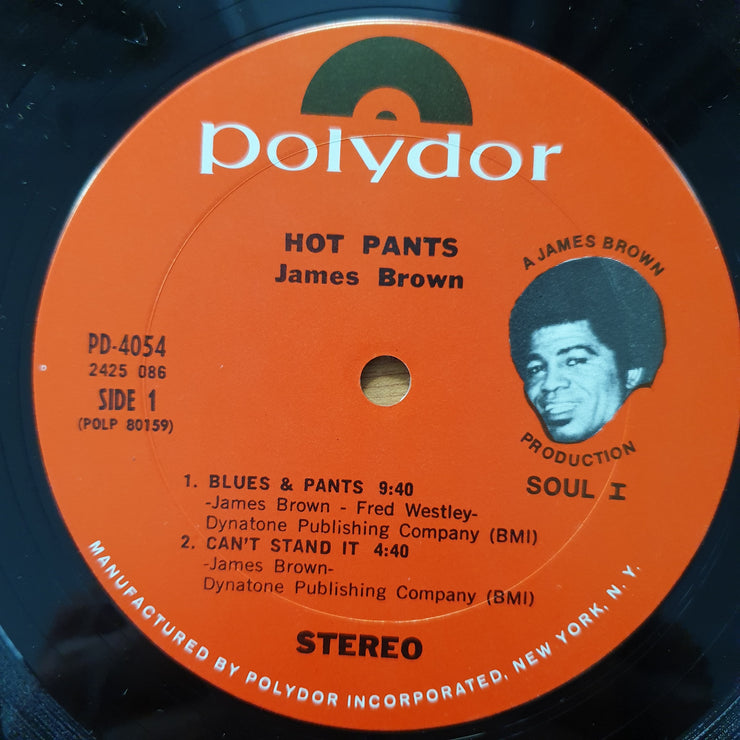 polydor
HOT PANTS
James Brown
A JAMES BROWN
PRODUCTION
SOUL I
PD-4054
2425 086
SIDE 1
(POLP 80159)
1. BLUES & PANTS 9:40
-James Brown - Fred Westley-
Dynatone Publishing Company (BMI)
2. CAN'T STAND IT 4:40
-James Brown-
Dynatone Publishing Company (BMI)
STEREO
MANUFACTURED BY POLYDOR INCORPORATED, NEW YORK, N. Y.